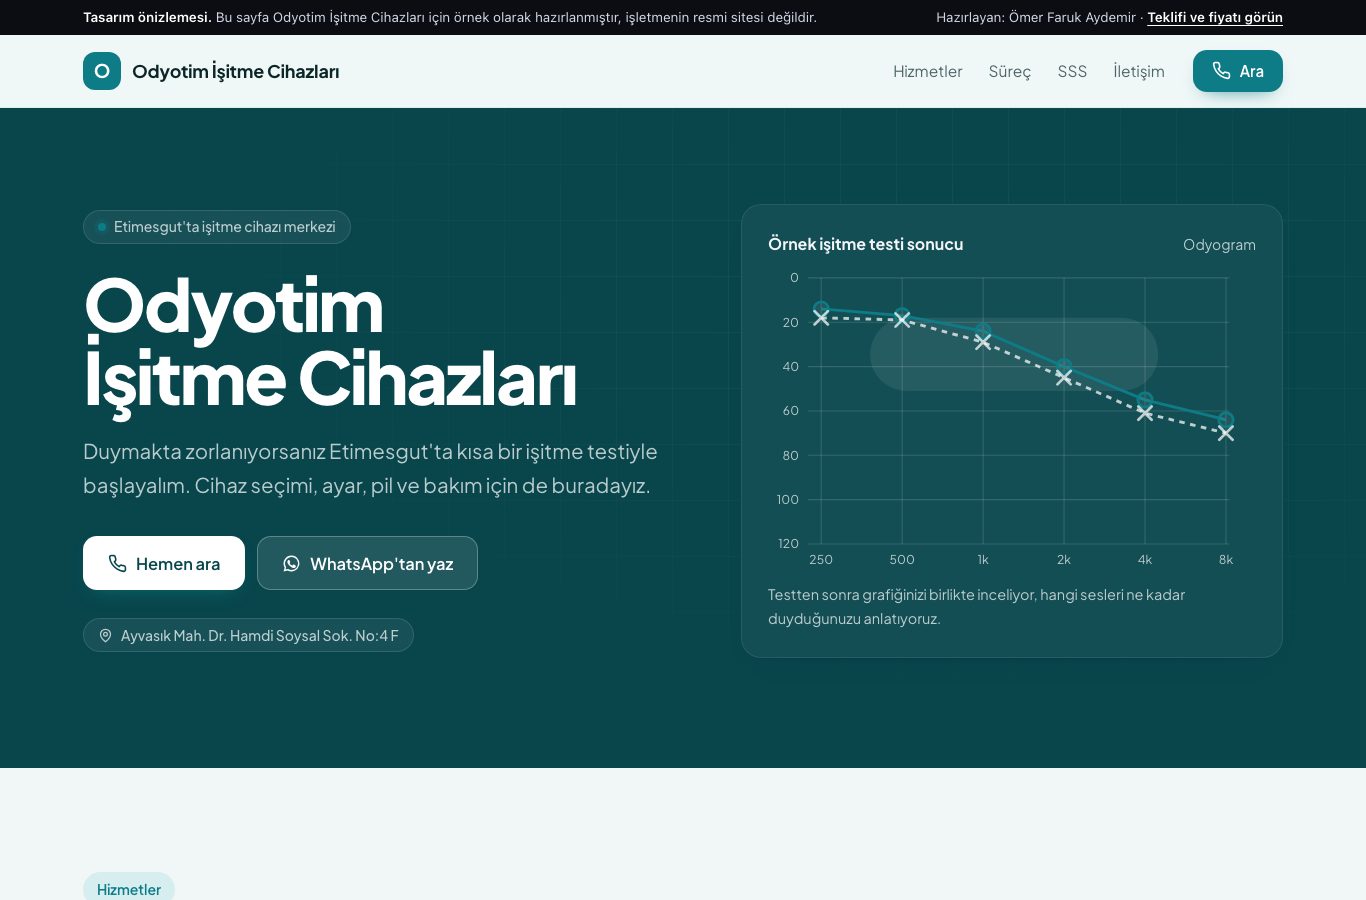 Tasarım önizlemesi. Bu sayfa Odyotim İşitme Cihazları için örnek olarak hazırlanmıştır, işletmenin resmi sitesi değildir.
Hazırlayan: Ömer Faruk Aydemir · Teklifi ve fiyatı görün
O Odyotim İşitme Cihazları
Hizmetler Süreç SSS İletişim Ara
Etimesgut'ta işitme cihazı merkezi
Odyotim
İşitme Cihazları
Duymakta zorlanıyorsanız Etimesgut'ta kısa bir işitme testiyle
başlayalım. Cihaz seçimi, ayar, pil ve bakım için de buradayız.
Hemen ara WhatsApp'tan yaz
Ayvasık Mah. Dr. Hamdi Soysal Sok. No:4 F
Örnek işitme testi sonucu Odyogram
0
20
40
60
80
100
120
250 500 1k 2k 4k 8k
Testten sonra grafiğinizi birlikte inceliyor, hangi sesleri ne kadar
duyduğunuzu anlatıyoruz.
Hizmetler